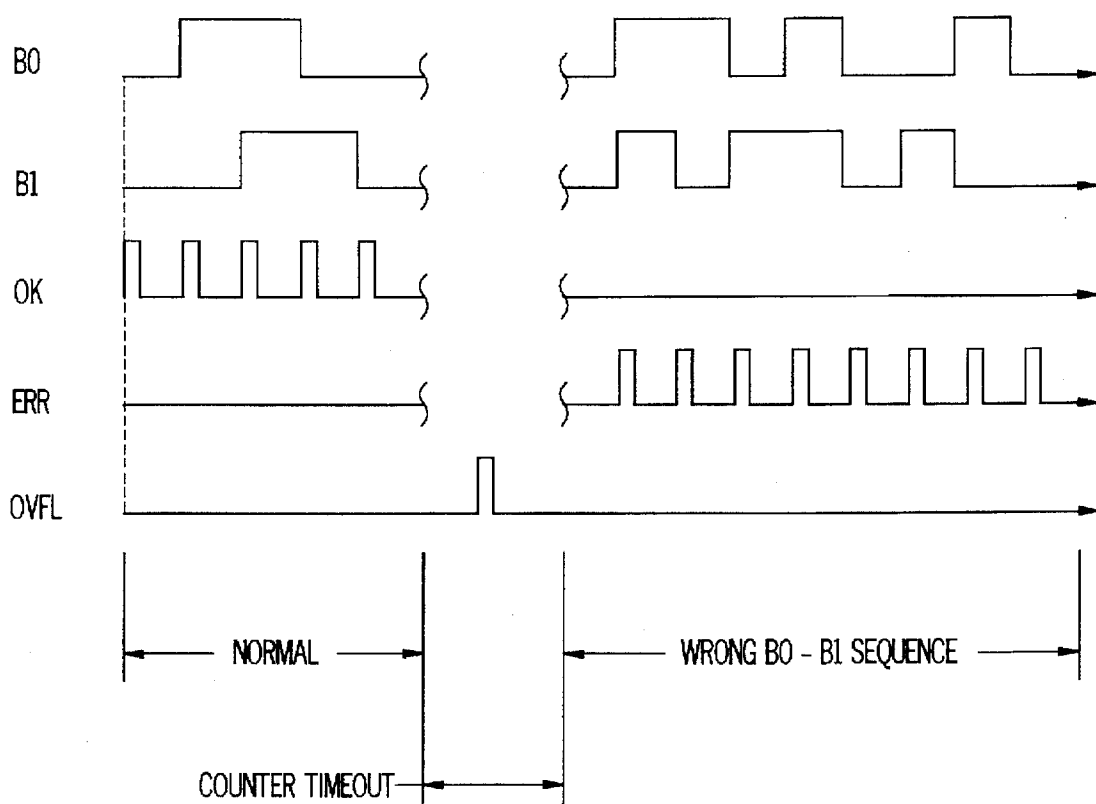 B0
B1
OK
ERR
OVFL
NORMAL
WRONG B0 - B1 SEQUENCE
COUNTER TIMEOUT